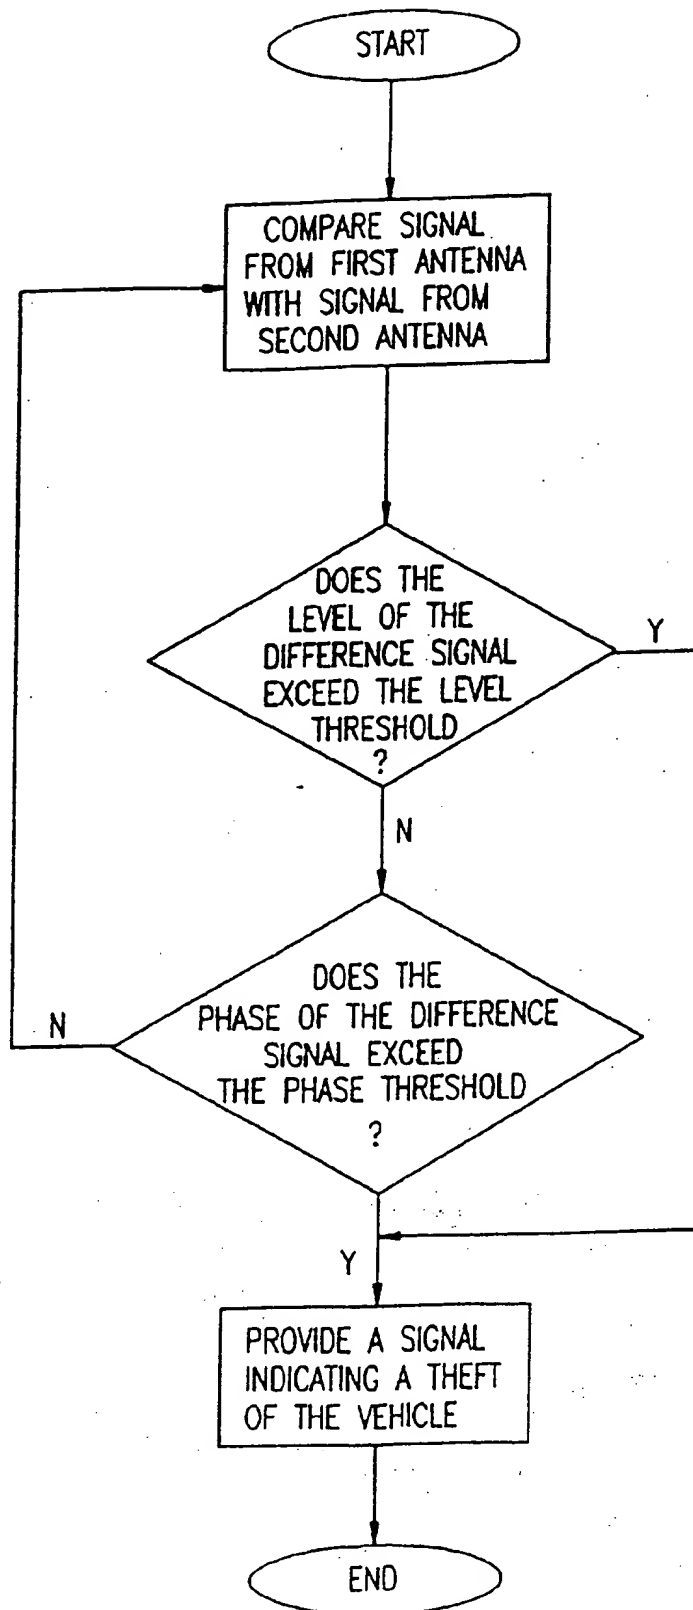 START
COMPARE SIGNAL
FROM FIRST ANTENNA
WITH SIGNAL FROM
SECOND ANTENNA
DOES THE
LEVEL OF THE
DIFFERENCE SIGNAL
EXCEED THE LEVEL
THRESHOLD
?
Y
N
DOES THE
PHASE OF THE DIFFERENCE
SIGNAL EXCEED
THE PHASE THRESHOLD
?
N
Y
PROVIDE A SIGNAL
INDICATING A THEFT
OF THE VEHICLE
END